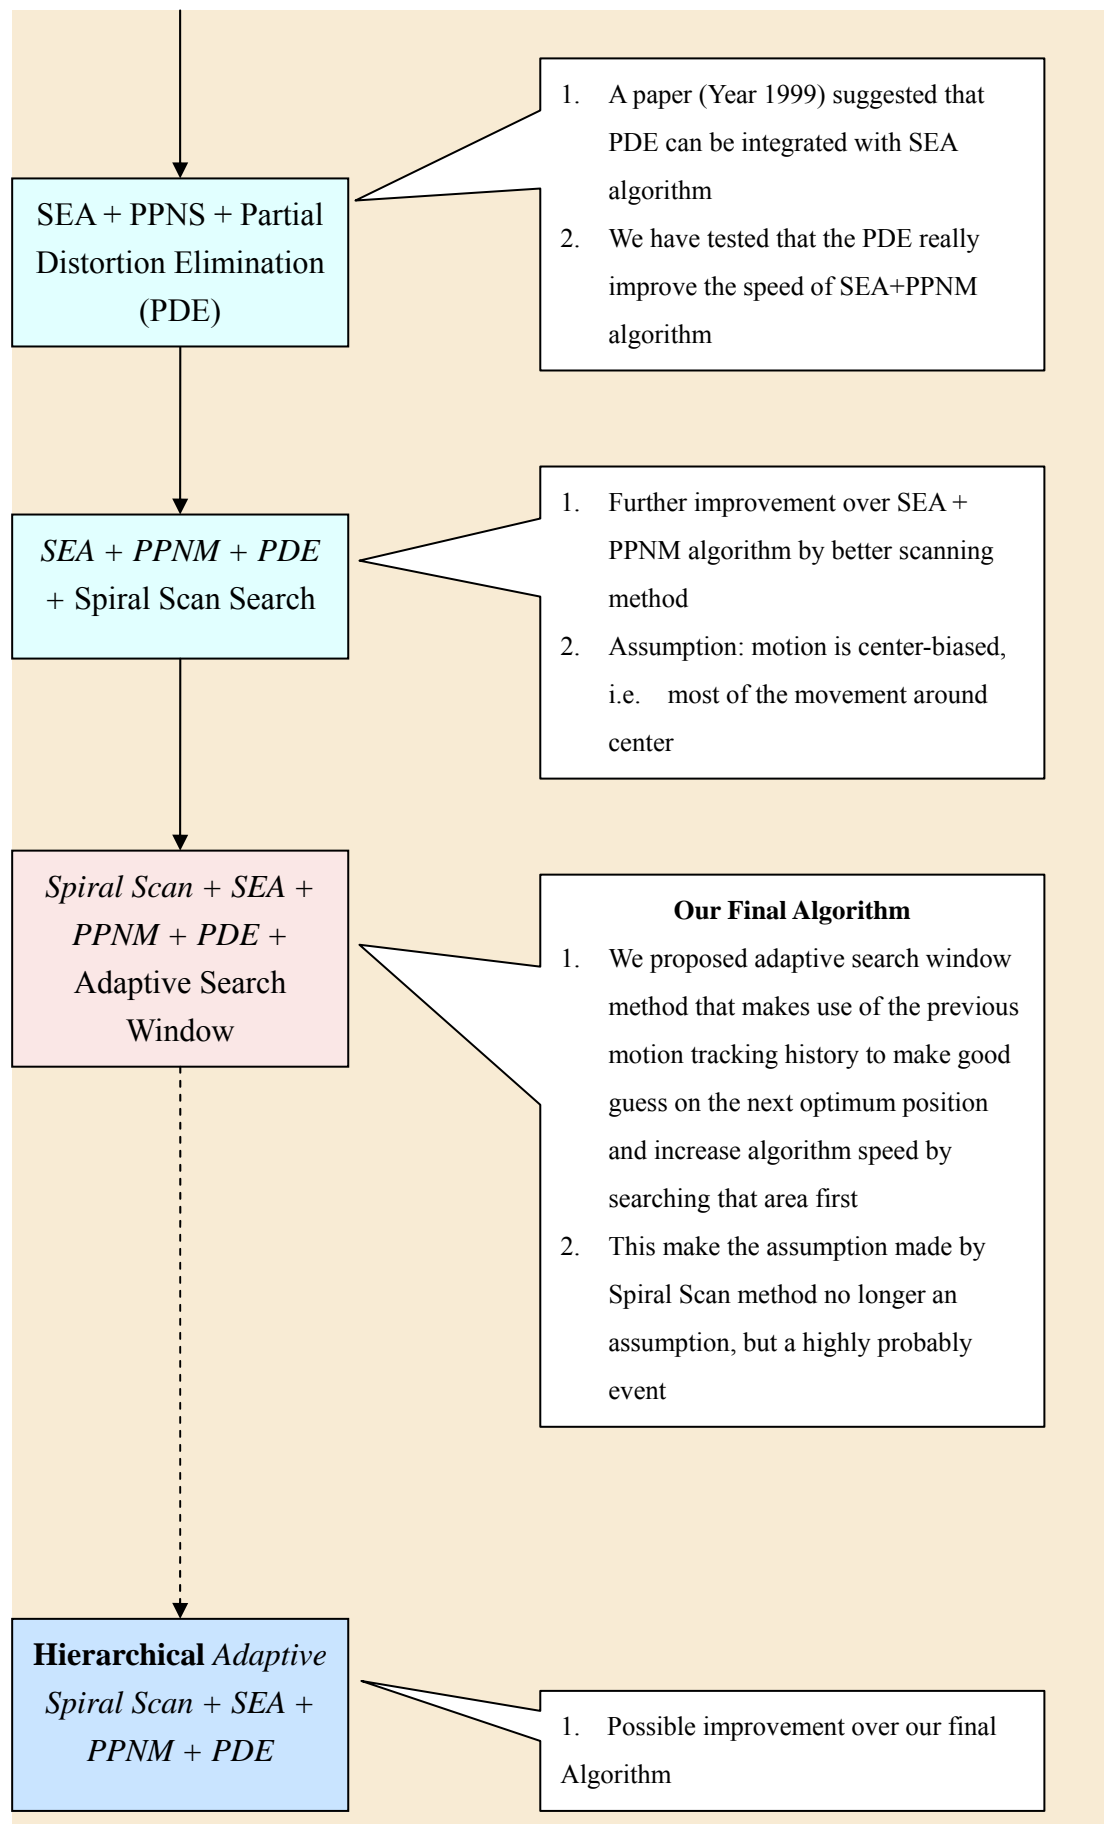 SEA + PPNS + Partial
Distortion Elimination
(PDE)
1. A paper (Year 1999) suggested that
PDE can be integrated with SEA
algorithm
2. We have tested that the PDE really
improve the speed of SEA+PPNM
algorithm
SEA + PPNM + PDE
+ Spiral Scan Search
1. Further improvement over SEA +
PPNM algorithm by better scanning
method
2. Assumption: motion is center-biased,
i.e. most of the movement around
center
Spiral Scan + SEA +
PPNM + PDE +
Adaptive Search
Window
Our Final Algorithm
1. We proposed adaptive search window
method that makes use of the previous
motion tracking history to make good
guess on the next optimum position
and increase algorithm speed by
searching that area first
2. This make the assumption made by
Spiral Scan method no longer an
assumption, but a highly probably
event
Hierarchical Adaptive
Spiral Scan + SEA +
PPNM + PDE
1. Possible improvement over our final
Algorithm